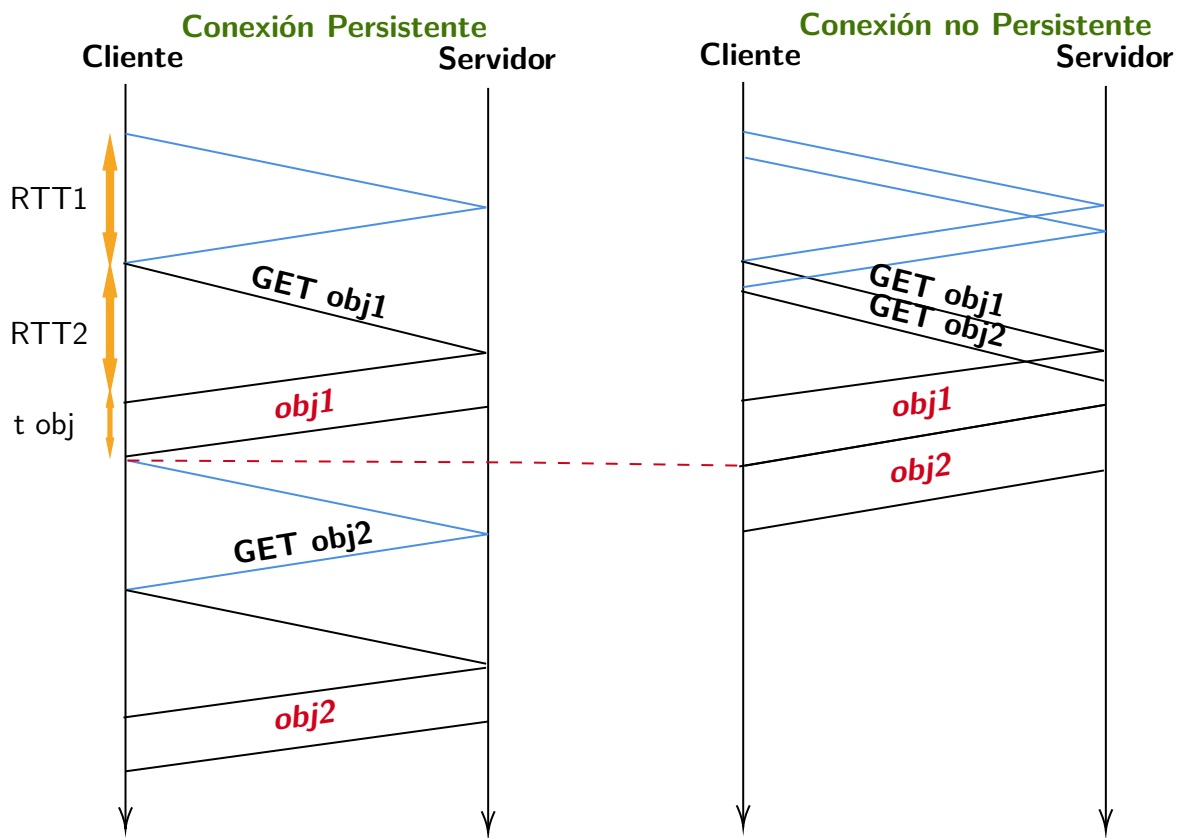 Conexión Persistente
Cliente
Servidor
RTT1
GET obj1
RTT2
obj1
t obj
GET obj2
obj2
Conexión no Persistente
Cliente
Servidor
GET obj1
GET obj2
obj1
obj2